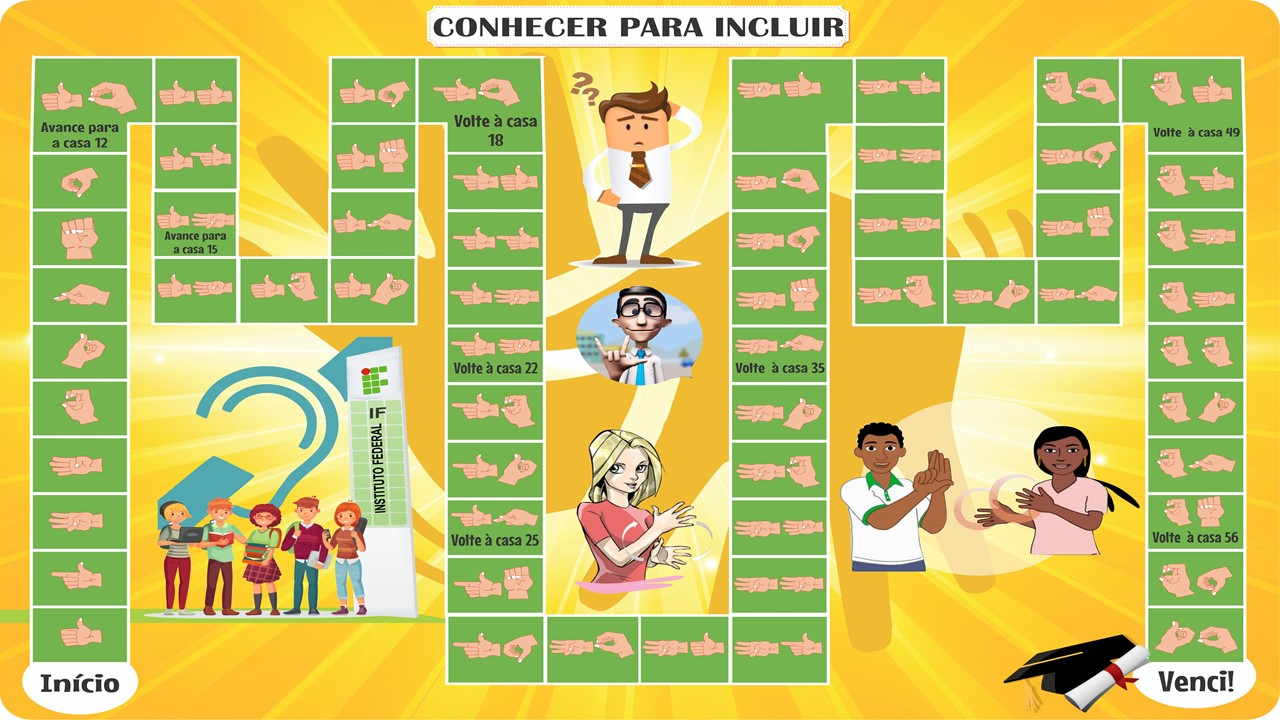 CONHECER PARA INCLUIR
Avance para
a casa 12
Avance para
a casa 15
Volte à casa
18
Volte à casa 22
Volte à casa 25
??
IF
INSTITUTO FEDERAL
Volte à casa 35
Volte à casa 49
Volte à casa 56
Início
Venci!